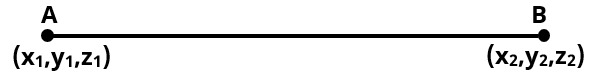 A B
(x₁,y₁,z₁) (x₂,y₂,z₂)